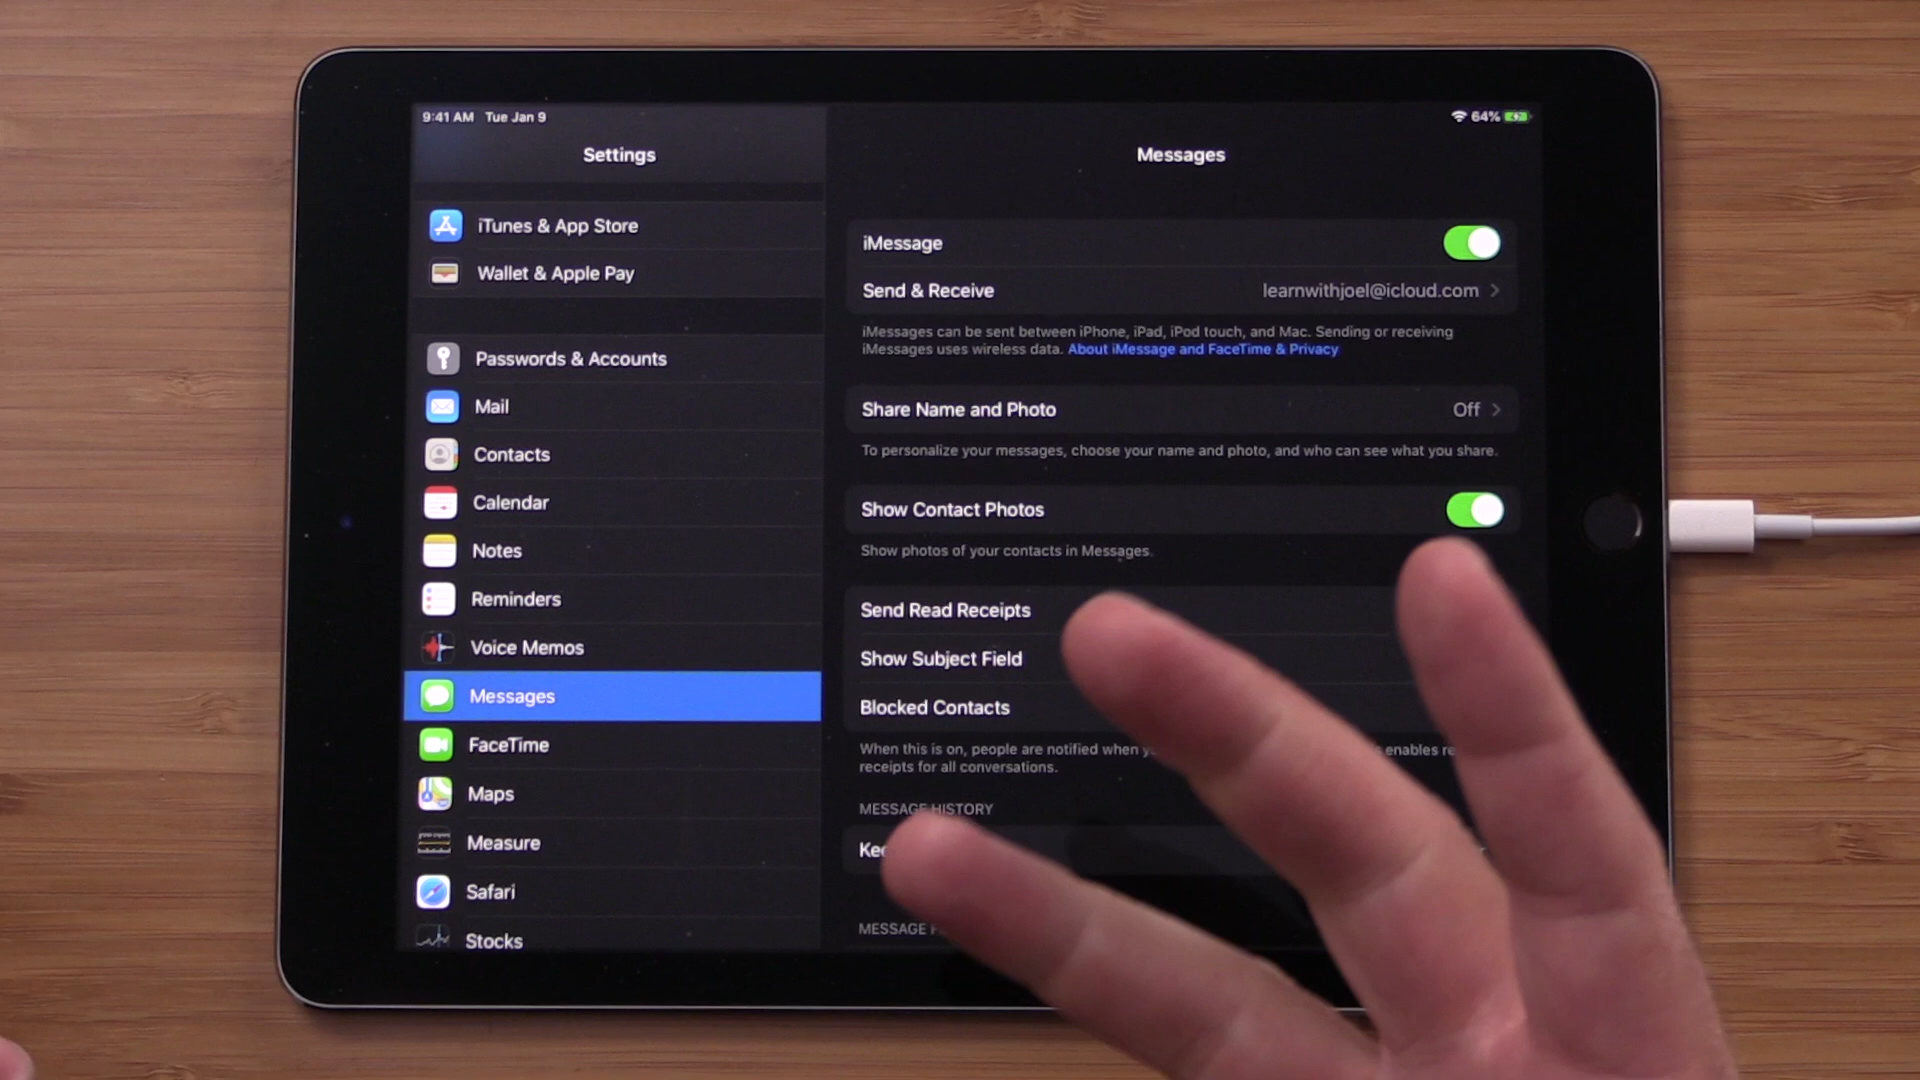 9:41 AM Tue Jan 9
64%
Settings
iTunes & App Store
Wallet & Apple Pay
Passwords & Accounts
Mail
Contacts
Calendar
Notes
Reminders
Voice Memos
Messages
FaceTime
Maps
Measure
Safari
Stocks
Messages
iMessage
Send & Receive learnwithjoel@icloud.com
iMessages can be sent between iPhone, iPad, iPod touch, and Mac. Sending or receiving
iMessages uses wireless data. About iMessage and FaceTime & Privacy
Share Name and Photo Off
To personalize your messages, choose your name and photo, and who can see what you share.
Show Contact Photos
Show photos of your contacts in Messages.
Send Read Receipts
Show Subject Field
Blocked Contacts
When this is on, people are notified when enables
receipts for all conversations.
MESSAGE HISTORY
MESSAGE